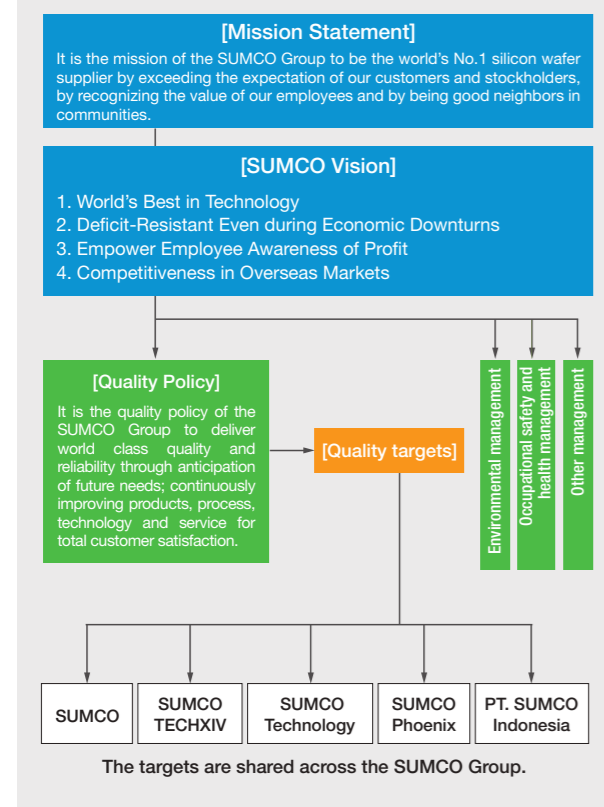 [Mission Statement]
It is the mission of the SUMCO Group to be the world's No.1 silicon wafer
supplier by exceeding the expectation of our customers and stockholders,
by recognizing the value of our employees and by being good neighbors in
communities.
[SUMCO Vision]
1. World's Best in Technology
2. Deficit-Resistant Even during Economic Downturns
3. Empower Employee Awareness of Profit
4. Competitiveness in Overseas Markets
[Quality Policy]
It is the quality policy of the
SUMCO Group to deliver
world class quality and
reliability through anticipation
of future needs; continuously
improving products, process,
technology and service for
total customer satisfaction.
[Quality targets]
Environmental management
Occupational safety and
health management
Other management
SUMCO
SUMCO
TECHXIV
SUMCO
Technology
SUMCO
Phoenix
PT. SUMCO
Indonesia
The targets are shared across the SUMCO Group.